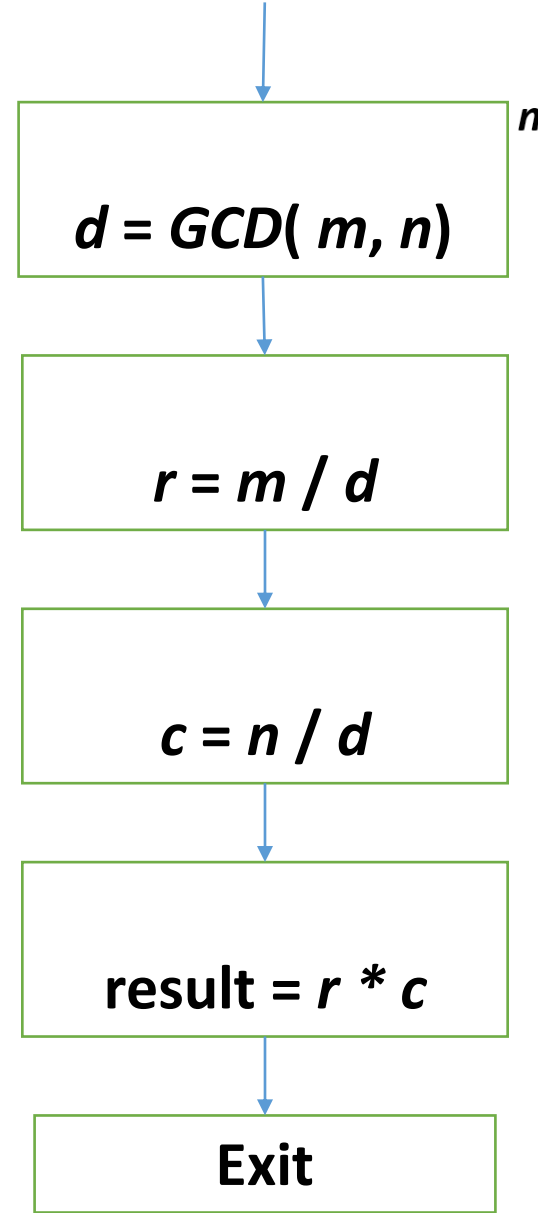 d = GCD( m, n)
r = m / d
c = n / d
result = r * c
Exit